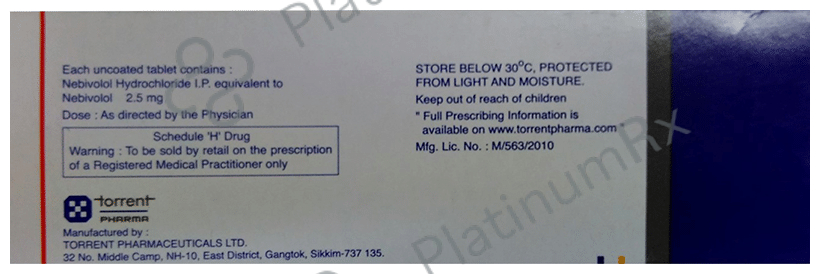 Each uncoated tablet contains :
Nebivolol Hydrochloride I.P. equivalent to
Nebivolol 2.5 mg
Dose : As directed by the Physician
Schedule 'H' Drug
Warning : To be sold by retail on the prescription
of a Registered Medical Practitioner only
torrent
PHARMA
Manufactured by :
TORRENT PHARMACEUTICALS LTD.
32 No. Middle Camp, NH-10, East District, Gangtok, Sikkim-737 135.
STORE BELOW 30°C, PROTECTED
FROM LIGHT AND MOISTURE.
Keep out of reach of children
" Full Prescribing Information is
available on www.torrentpharma.com "
Mfg. Lic. No. : M/563/2010
PlatinumRx